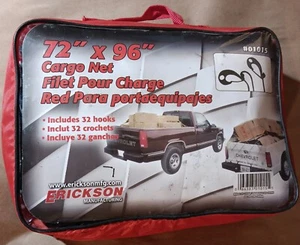 72" x 96"
Cargo Net
Filet Pour Charge
Red Para portaequipajes
• Includes 32 hooks
• Inclut 32 crochets
• Incluye 32 ganchos
www.ericksonmfg.com
ERICKSON
MANUFACTURING
CHEVROLET